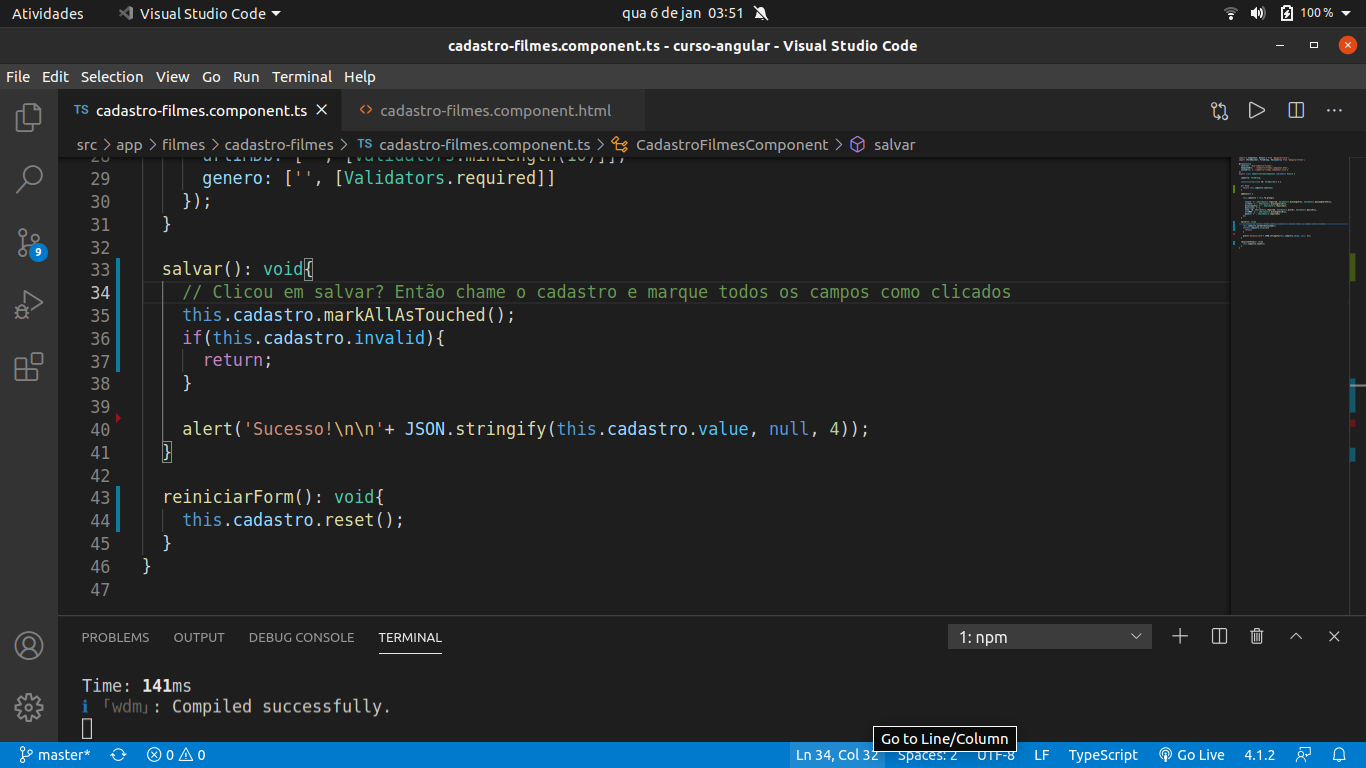 Atividades Visual Studio Code qua 6 de jan 03:51 100 %
cadastro-filmes.component.ts - curso-angular - Visual Studio Code
File Edit Selection View Go Run Terminal Help
TS cadastro-filmes.component.ts cadastro-filmes.component.html
src > app > filmes > cadastro-filmes > TS cadastro-filmes.component.ts > CadastroFilmesComponent > salvar
29 genero: ['', [Validators.required]]
30 });
31 }
32
33 salvar(): void{
34 // Clicou em salvar? Então chame o cadastro e marque todos os campos como clicados
35 this.cadastro.markAllAsTouched();
36 if(this.cadastro.invalid){
37 return;
38 }
39
40 alert('Sucesso!\n\n'+ JSON.stringify(this.cadastro.value, null, 4));
41 }
42
43 reiniciarForm(): void{
44 this.cadastro.reset();
45 }
46 }
47
9
PROBLEMS OUTPUT DEBUG CONSOLE TERMINAL 1: npm
Time: 141ms
ℹ 「wdm」: Compiled successfully.
Go to Line/Column
master* 0 0 Ln 34, Col 32 Spaces: 2 UTF-8 LF TypeScript Go Live 4.1.2